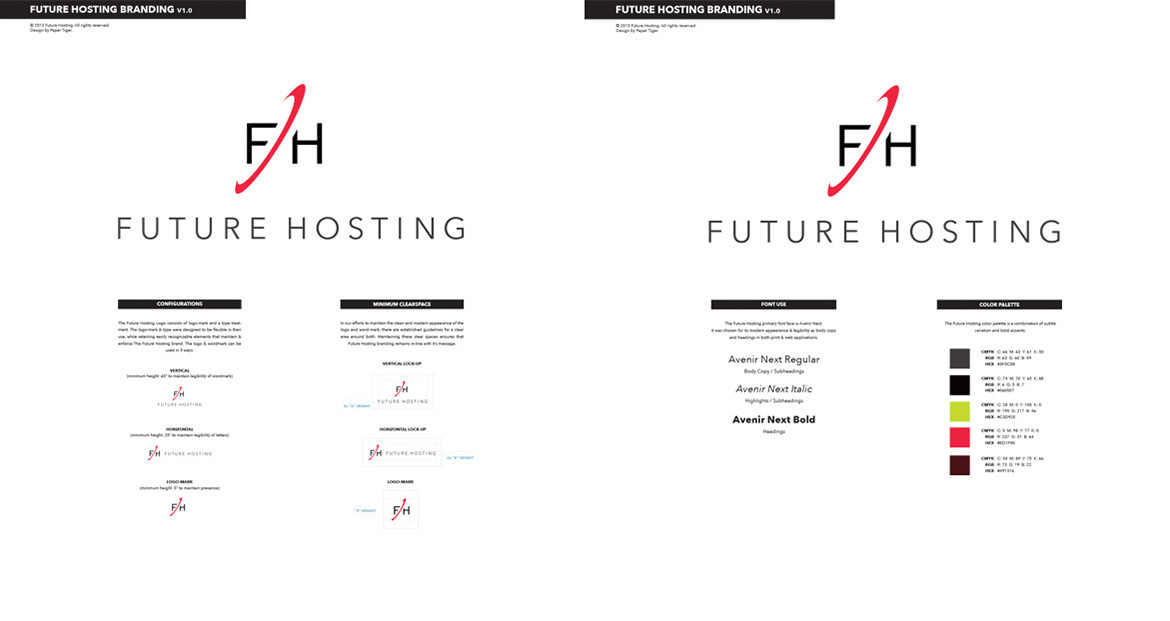 FUTURE HOSTING BRANDING V1.0
© 2013 Future Hosting. All rights reserved.
Design by Paper Tiger.
F H
FUTURE HOSTING
CONFIGURATIONS
The Future Hosting Logo consists of logo-mark and a type treat-
ment. The logo-mark & type were designed to be flexible in their
use, while retaining easily recognizable elements that maintain &
enforce The Future Hosting brand. The logo & wordmark can be
used in 3 ways:
VERTICAL
(minimum height .65" to maintain legibility of wordmark)
F H
FUTURE HOSTING
HORIZONTAL
(minimum height .25" to maintain legibility of letters)
F H FUTURE HOSTING
LOGO-MARK
(minimum height .5" to maintain presence)
F H
MINIMUM CLEARSPACE
In our efforts to maintain the clean and modern appearance of the
logo and word-mark, there are established guidelines for a clear
area around both. Maintaining these clear spaces ensures that
Future Hosting branding remains in line with it's message.
VERTICAL LOCK-UP
F H
FUTURE HOSTING
2x "E" HEIGHT
HORIZONTAL LOCK-UP
F H FUTURE HOSTING
2x "E" HEIGHT
LOGO-MARK
F H
"E" HEIGHT
FUTURE HOSTING BRANDING V1.0
© 2013 Future Hosting. All rights reserved.
Design by Paper Tiger.
F H
FUTURE HOSTING
FONT USE
The Future Hosting primary font face is Avenir Next.
It was chosen for its modern appearance & legibility as body copy
and headings in both print & web applications.
Avenir Next Regular
Body Copy / Subheadings
Avenir Next Italic
Highlights / Subheadings
Avenir Next Bold
Headings
COLOR PALETTE
The Future Hosting color palette is a combination of subtle
variation and bold accents.
CMYK C: 66 M: 63 Y: 61 K: 50
RGB R: 63 G: 60 B: 59
HEX
CMYK C: 74 M: 70 Y: 65 K: 88
RGB R: 6 G: 5 B: 7
HEX #060507
CMYK C: 28 M: 0 Y: 100 K: 0
RGB R: 195 G: 217 B: 46
HEX #C3D92E
CMYK C: 0 M: 98 Y: 77 K: 0
RGB R: 237 G: 31 B: 64
HEX #ED1F40
CMYK C: 43 M: 89 Y: 75 K: 66
RGB R: 73 G: 19 B: 22
HEX #491316